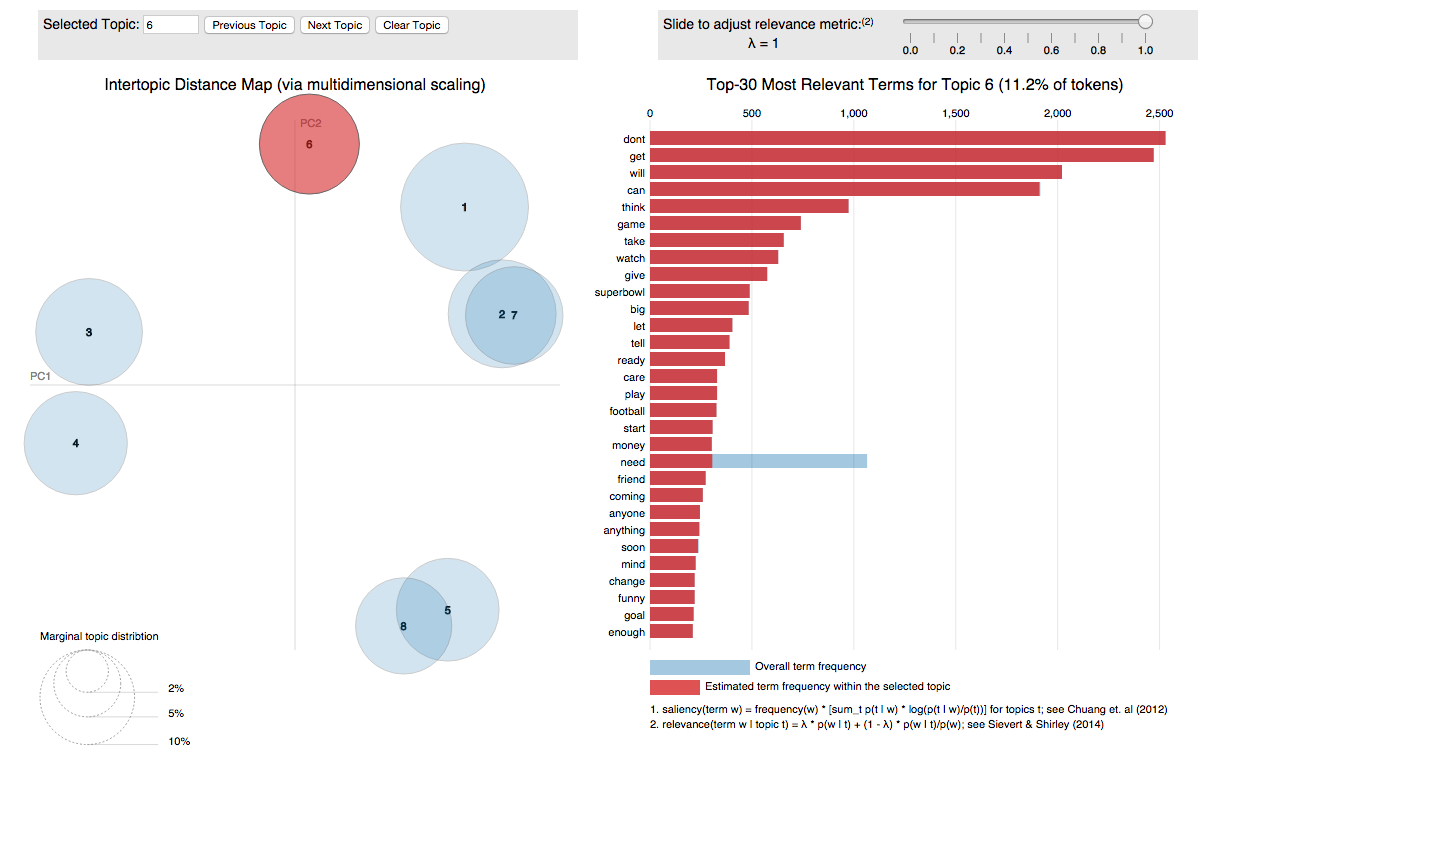 Selected Topic: 6 Previous Topic Next Topic Clear Topic
Slide to adjust relevance metric:(2)
λ = 1
0.0 0.2 0.4 0.6 0.8 1.0
Intertopic Distance Map (via multidimensional scaling)
PC2
6
1
2 7
3
PC1
4
5
8
Marginal topic distribtion
2%
5%
10%
Top-30 Most Relevant Terms for Topic 6 (11.2% of tokens)
0 500 1,000 1,500 2,000 2,500
dont
get
will
can
think
game
take
watch
give
superbowl
big
let
tell
ready
care
play
football
start
money
need
friend
coming
anyone
anything
soon
mind
change
funny
goal
enough
Overall term frequency
Estimated term frequency within the selected topic
1. saliency(term w) = frequency(w) * [sum_t p(t | w) * log(p(t | w)/p(t))] for topics t; see Chuang et. al (2012)
2. relevance(term w | topic t) = λ * p(w | t) + (1 - λ) * p(w | t)/p(w); see Sievert & Shirley (2014)